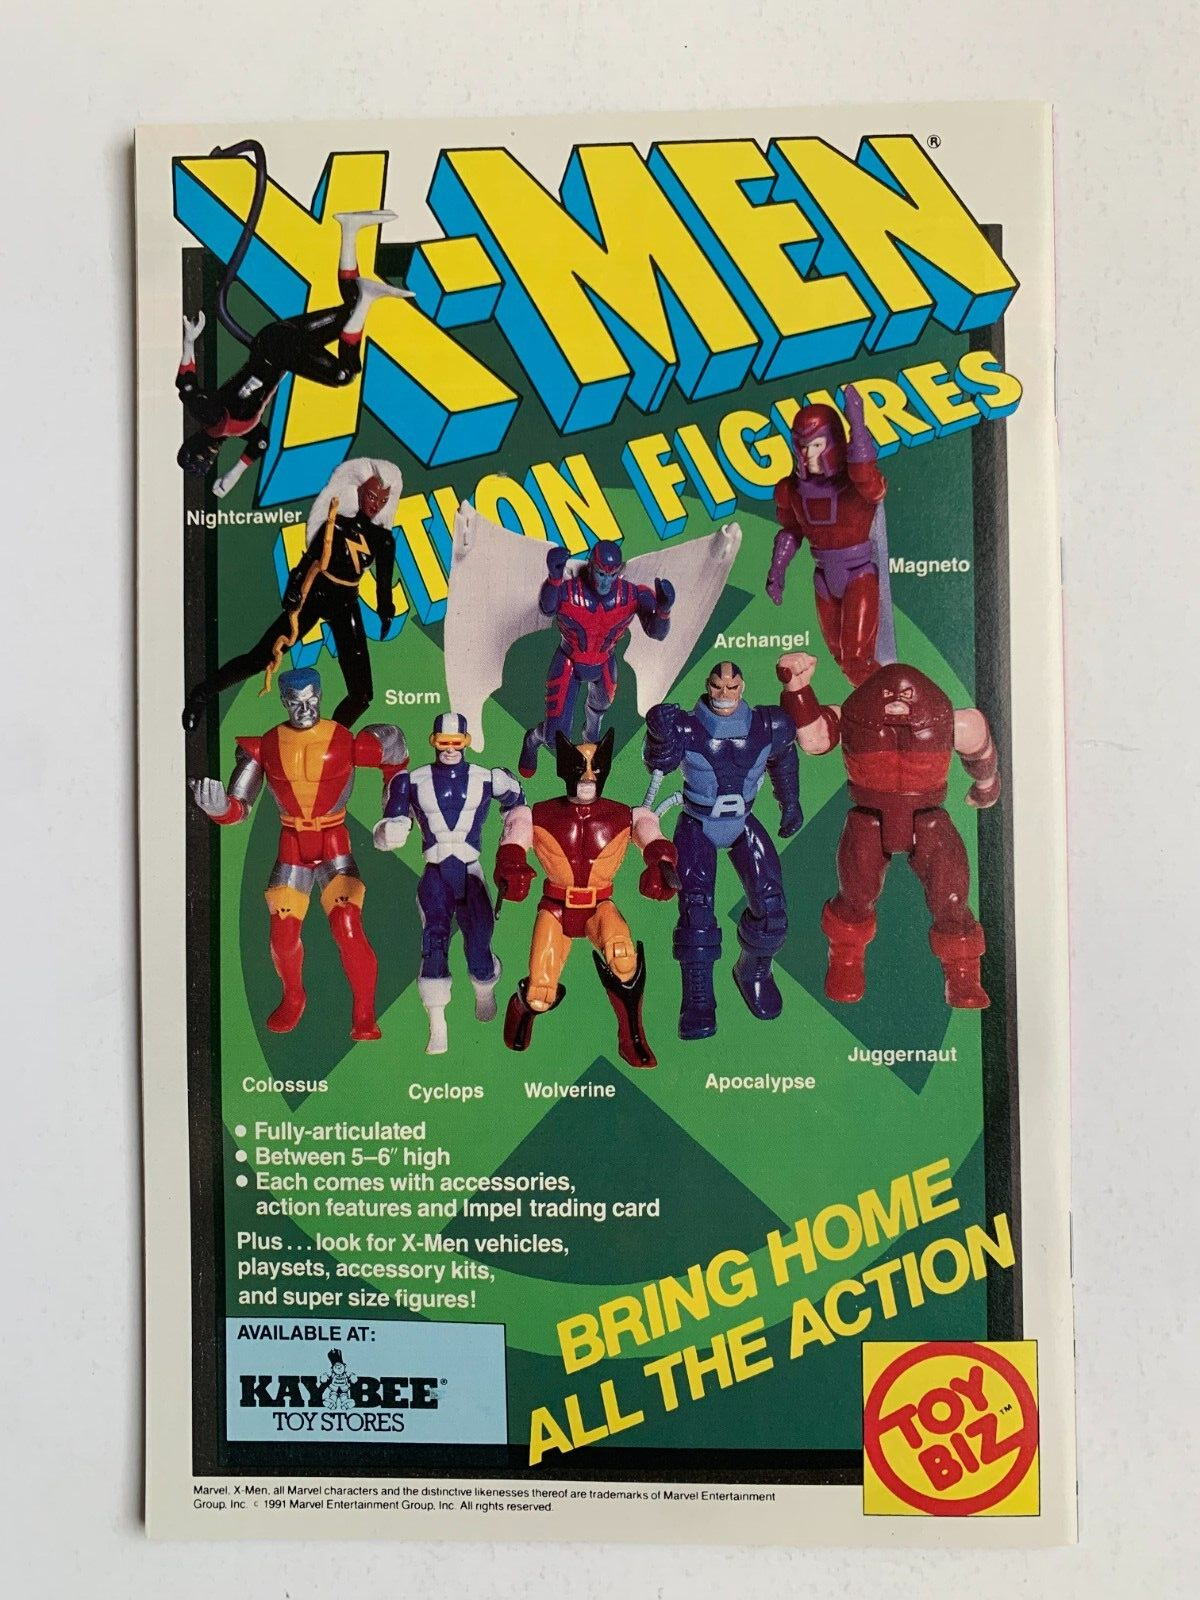 X-MEN®
ACTION FIGURES
Nightcrawler
Magneto
Archangel
Storm
Juggernaut
Colossus
Cyclops
Wolverine
Apocalypse
• Fully-articulated
• Between 5–6" high
• Each comes with accessories,
action features and Impel trading card
Plus...look for X-Men vehicles,
playsets, accessory kits,
and super size figures!
BRING HOME
ALL THE ACTION
AVAILABLE AT:
KAY BEE®
TOY STORES
TOY
BIZ™
Marvel, X-Men, all Marvel characters and the distinctive likenesses thereof are trademarks of Marvel Entertainment
Group, Inc. © 1991 Marvel Entertainment Group, Inc. All rights reserved.